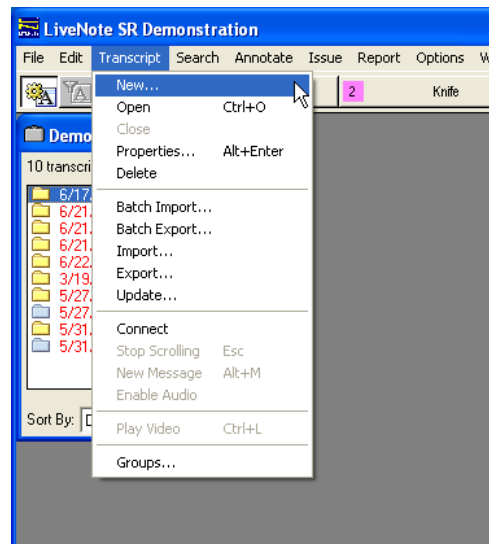 LiveNote SR Demonstration
File Edit Transcript Search Annotate Issue Report Options
2 Knife
New...
Open Ctrl+O
Close
Properties... Alt+Enter
Delete
Batch Import...
Batch Export...
Import...
Export...
Update...
Connect
Stop Scrolling Esc
New Message Alt+M
Enable Audio
Play Video Ctrl+L
Groups...
Demo
10 transcri
6/17.
6/21.
6/21.
6/21.
6/22.
3/19.
5/27.
5/27.
5/31.
5/31.
Sort By: